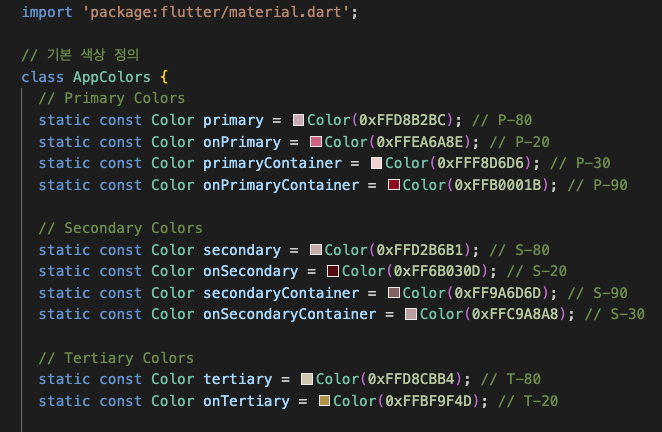 import 'package:flutter/material.dart';
// 기본 색상 정의
class AppColors {
// Primary Colors
static const Color primary = Color(0xFFD8B2BC); // P-80
static const Color onPrimary = Color(0xFFEA6A8E); // P-20
static const Color primaryContainer = Color(0xFFF8D6D6); // P-30
static const Color onPrimaryContainer = Color(0xFFB0001B); // P-90
// Secondary Colors
static const Color secondary = Color(0xFFD2B6B1); // S-80
static const Color onSecondary = Color(0xFF6B030D); // S-20
static const Color secondaryContainer = Color(0xFF9A6D6D); // S-90
static const Color onSecondaryContainer = Color(0xFFC9A8A8); // S-30
// Tertiary Colors
static const Color tertiary = Color(0xFFD8CBB4); // T-80
static const Color onTertiary = Color(0xFFBF9F4D); // T-20